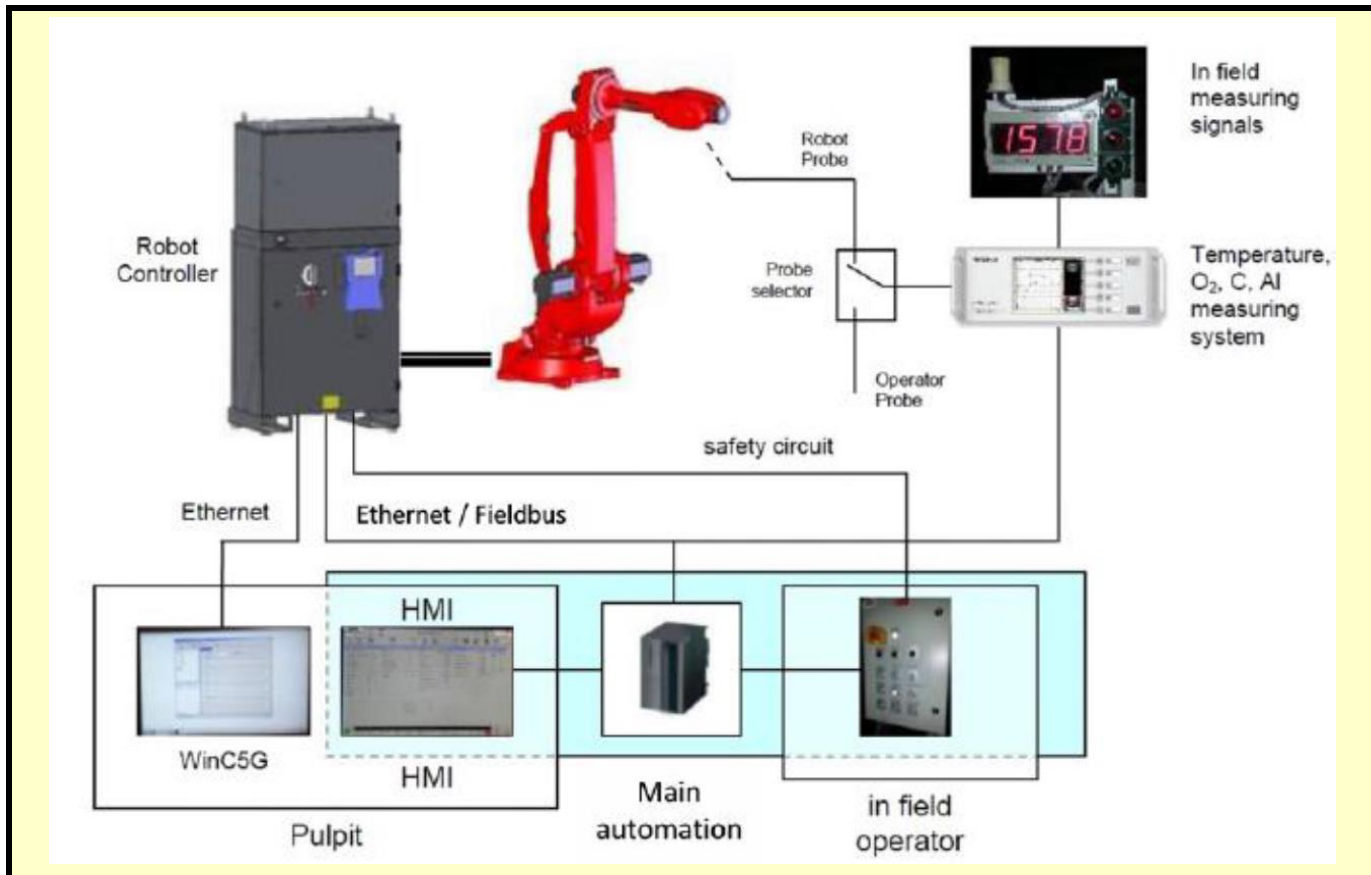 In field
measuring
signals
1578
Robot
Probe
Robot
Controller
Probe
selector
Temperature,
O₂, C, Al
measuring
system
Operator
Probe
safety circuit
Ethernet
Ethernet / Fieldbus
HMI
WinC5G
HMI
Main
automation
in field
operator
Pulpit